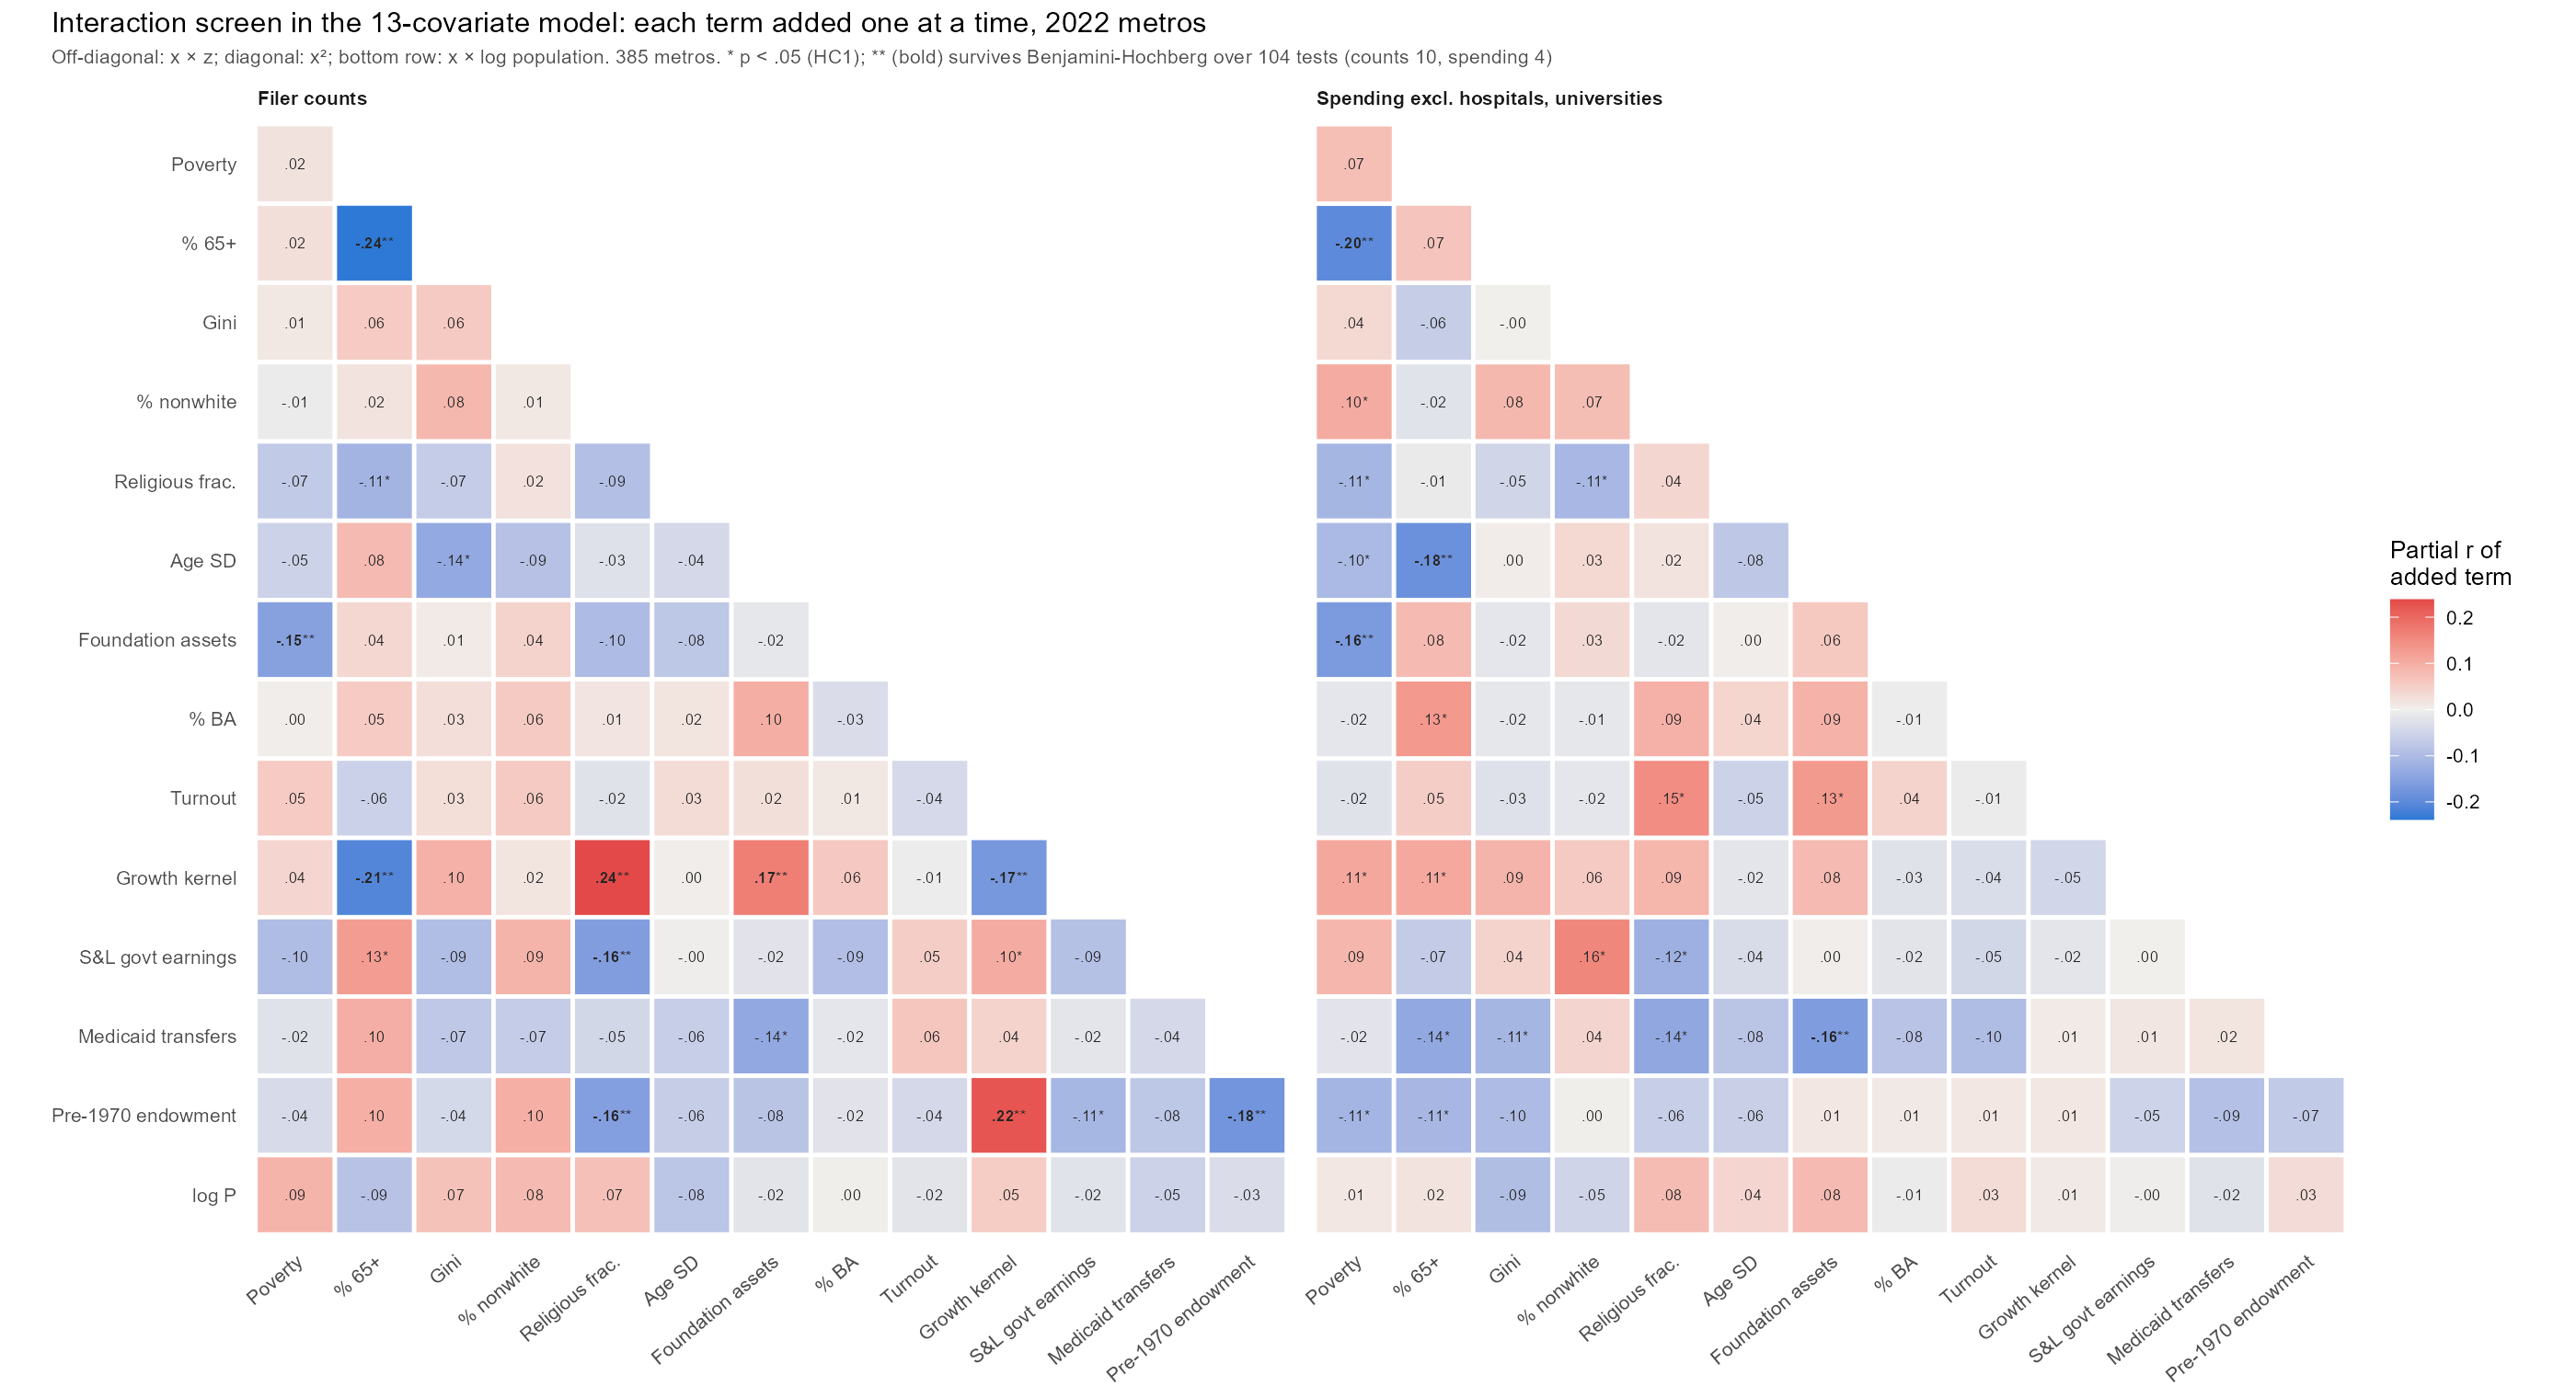 Interaction screen in the 13-covariate model: each term added one at a time, 2022 metros
Off-diagonal: x × z; diagonal: x²; bottom row: x × log population. 385 metros. * p < .05 (HC1); ** (bold) survives Benjamini-Hochberg over 104 tests (counts 10, spending 4)
Filer counts Spending excl. hospitals, universities
Poverty .02 .07
% 65+ .02 -.24** -.20** .07
Gini .01 .06 .06 .04 -.06 -.00
% nonwhite -.01 .02 .08 .01 .10* -.02 .08 .07
Religious frac. -.07 -.11* -.07 .02 -.09 -.11* -.01 -.05 -.11* .04
Age SD -.05 .08 -.14* -.09 -.03 -.04 -.10* -.18** .00 .03 .02 -.08
Foundation assets -.15** .04 .01 .04 -.10 -.08 -.02 -.16** .08 -.02 .03 -.02 .00 .06
% BA .00 .05 .03 .06 .01 .02 .10 -.03 -.02 .13* -.02 -.01 .09 .04 .09 -.01
Turnout .05 -.06 .03 .06 -.02 .03 .02 .01 -.04 -.02 .05 -.03 -.02 .15* -.05 .13* .04 -.01
Growth kernel .04 -.21** .10 .02 .24** .00 .17** .06 -.01 -.17** .11* .11* .09 .06 .09 -.02 .08 -.03 -.04 -.05
S&L govt earnings -.10 .13* -.09 .09 -.16** -.00 -.02 -.09 .05 .10* -.09 .09 -.07 .04 .16* -.12* -.04 .00 -.02 -.05 -.02 .00
Medicaid transfers -.02 .10 -.07 -.07 -.05 -.06 -.14* -.02 .06 .04 -.02 -.04 -.02 -.14* -.11* .04 -.14* -.08 -.16** -.08 -.10 .01 .01 .02
Pre-1970 endowment -.04 .10 -.04 .10 -.16** -.06 -.08 -.02 -.04 .22** -.11* -.08 -.18** -.11* -.11* -.10 .00 -.06 -.06 .01 .01 .01 .01 -.05 -.09 -.07
log P .09 -.09 .07 .08 .07 -.08 -.02 .00 -.02 .05 -.02 -.05 -.03 .01 .02 -.09 -.05 .08 .04 .08 -.01 .03 .01 -.00 -.02 .03
Poverty % 65+ Gini % nonwhite Religious frac. Age SD Foundation assets % BA Turnout Growth kernel S&L govt earnings Medicaid transfers Pre-1970 endowment
Poverty % 65+ Gini % nonwhite Religious frac. Age SD Foundation assets % BA Turnout Growth kernel S&L govt earnings Medicaid transfers Pre-1970 endowment
Partial r of
added term
0.2
0.1
0.0
-0.1
-0.2